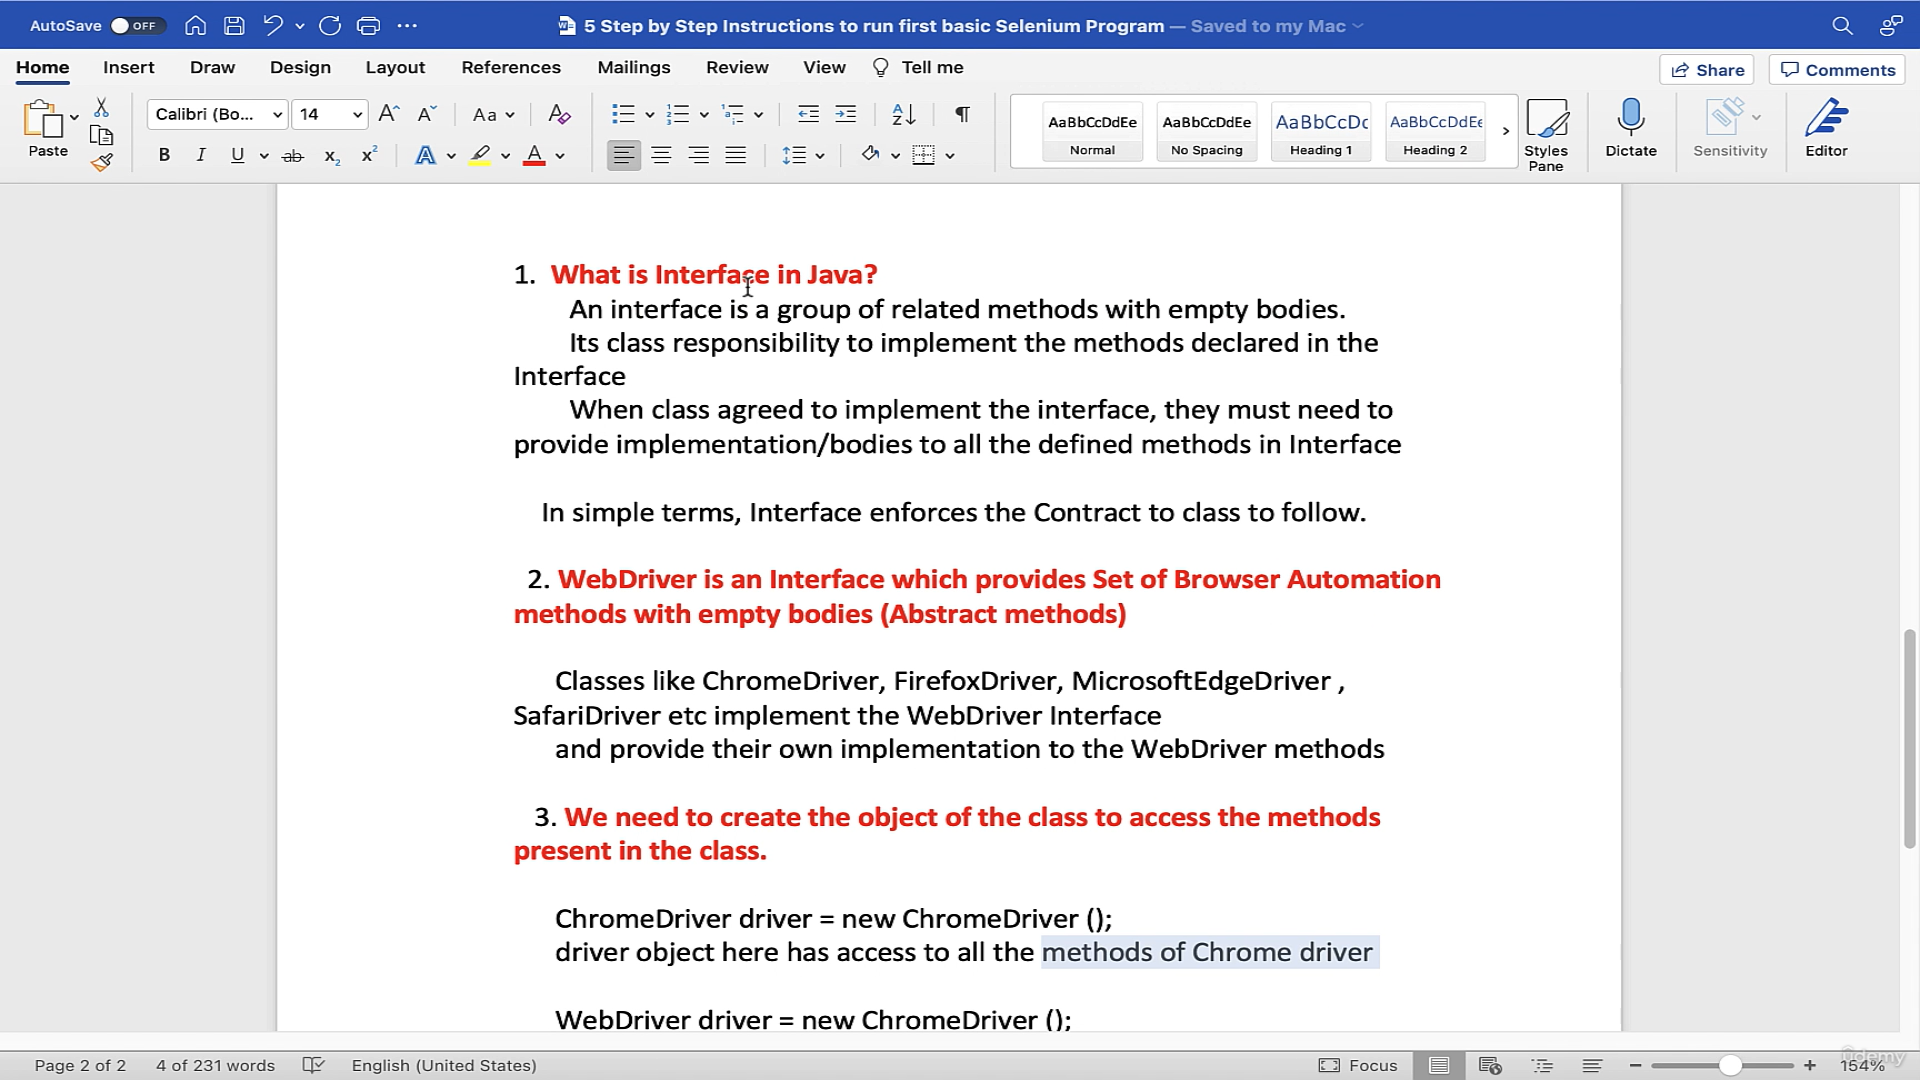 AutoSave OFF 5 Step by Step Instructions to run first basic Selenium Program — Saved to my Mac
Home Insert Draw Design Layout References Mailings Review View Tell me Share Comments
Paste Calibri (Bo... 14 Aa
AaBbCcDdEe AaBbCcDdEe AaBbCcDc AaBbCcDdEe
Normal No Spacing Heading 1 Heading 2
Styles Pane Dictate Sensitivity Editor
1. What is Interface in Java?
An interface is a group of related methods with empty bodies.
Its class responsibility to implement the methods declared in the
Interface
When class agreed to implement the interface, they must need to
provide implementation/bodies to all the defined methods in Interface
In simple terms, Interface enforces the Contract to class to follow.
2. WebDriver is an Interface which provides Set of Browser Automation
methods with empty bodies (Abstract methods)
Classes like ChromeDriver, FirefoxDriver, MicrosoftEdgeDriver ,
SafariDriver etc implement the WebDriver Interface
and provide their own implementation to the WebDriver methods
3. We need to create the object of the class to access the methods
present in the class.
ChromeDriver driver = new ChromeDriver ();
driver object here has access to all the methods of Chrome driver
WebDriver driver = new ChromeDriver ();
Page 2 of 2 4 of 231 words English (United States) Focus 154%
udemy